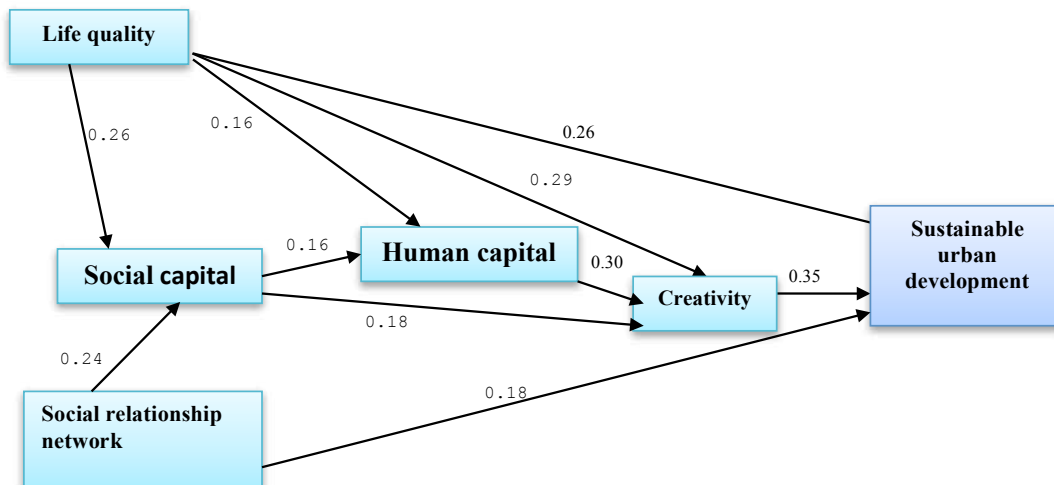 Life quality
0.26
0.16
0.26
0.29
Sustainable
urban
development
Human capital
0.16
Social capital
0.30
Creativity
0.35
0.18
0.24
0.18
Social relationship
network